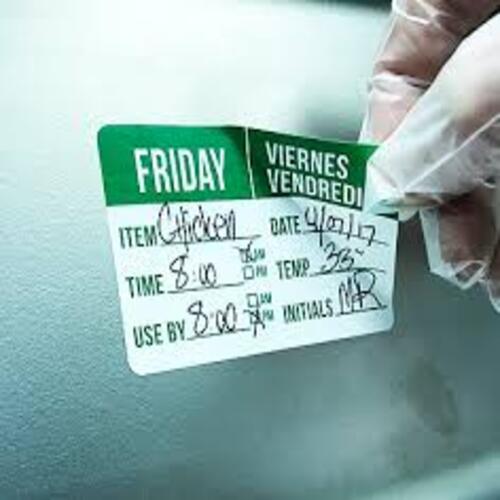 FRIDAY VIERNES
VENDREDI
ITEM Chicken DATE 4/07/17
TIME 8:00 AM PM TEMP 33°
USE BY 8:00 AM PM INITIALS MR